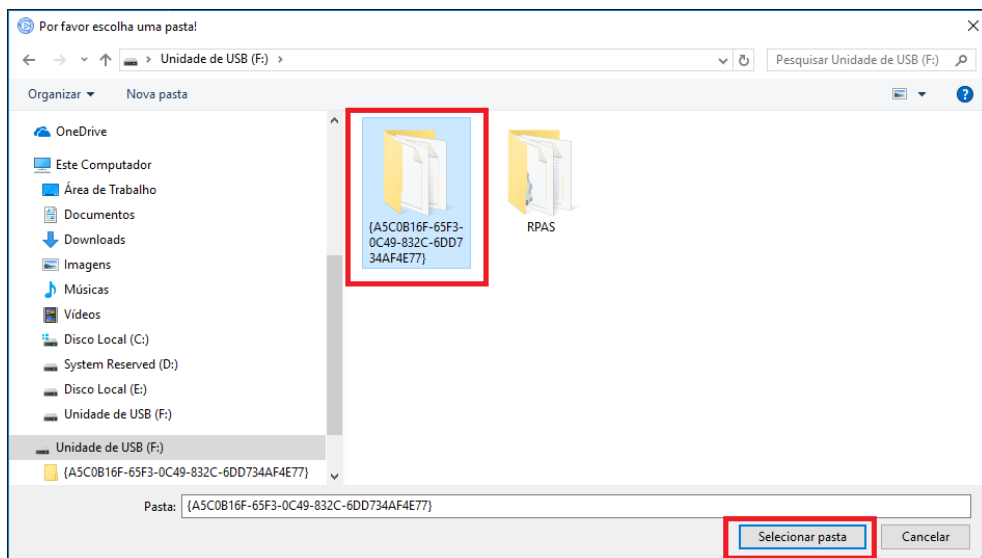 Por favor escolha uma pasta!
Unidade de USB (F:)
Pesquisar Unidade de USB (F:)
Organizar
Nova pasta
OneDrive
Este Computador
Área de Trabalho
Documentos
Downloads
Imagens
Músicas
Vídeos
Disco Local (C:)
System Reserved (D:)
Disco Local (E:)
Unidade de USB (F:)
Unidade de USB (F:)
{A5C0B16F-65F3-0C49-832C-6DD734AF4E77}
{A5C0B16F-65F3-
0C49-832C-6DD7
34AF4E77}
RPAS
Pasta: {A5C0B16F-65F3-0C49-832C-6DD734AF4E77}
Selecionar pasta
Cancelar